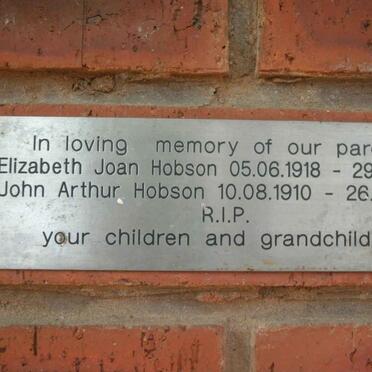 In loving memory of our par
Elizabeth Joan Hobson 05.06.1918 - 29
John Arthur Hobson 10.08.1910 - 26.
R.I.P.
your children and grandchild